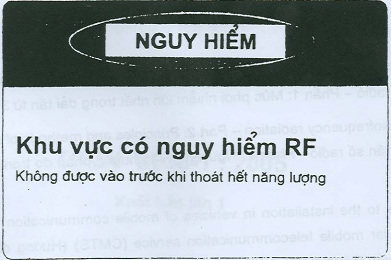 NGUY HIỂM
Khu vực có nguy hiểm RF
Không được vào trước khi thoát hết năng lượng